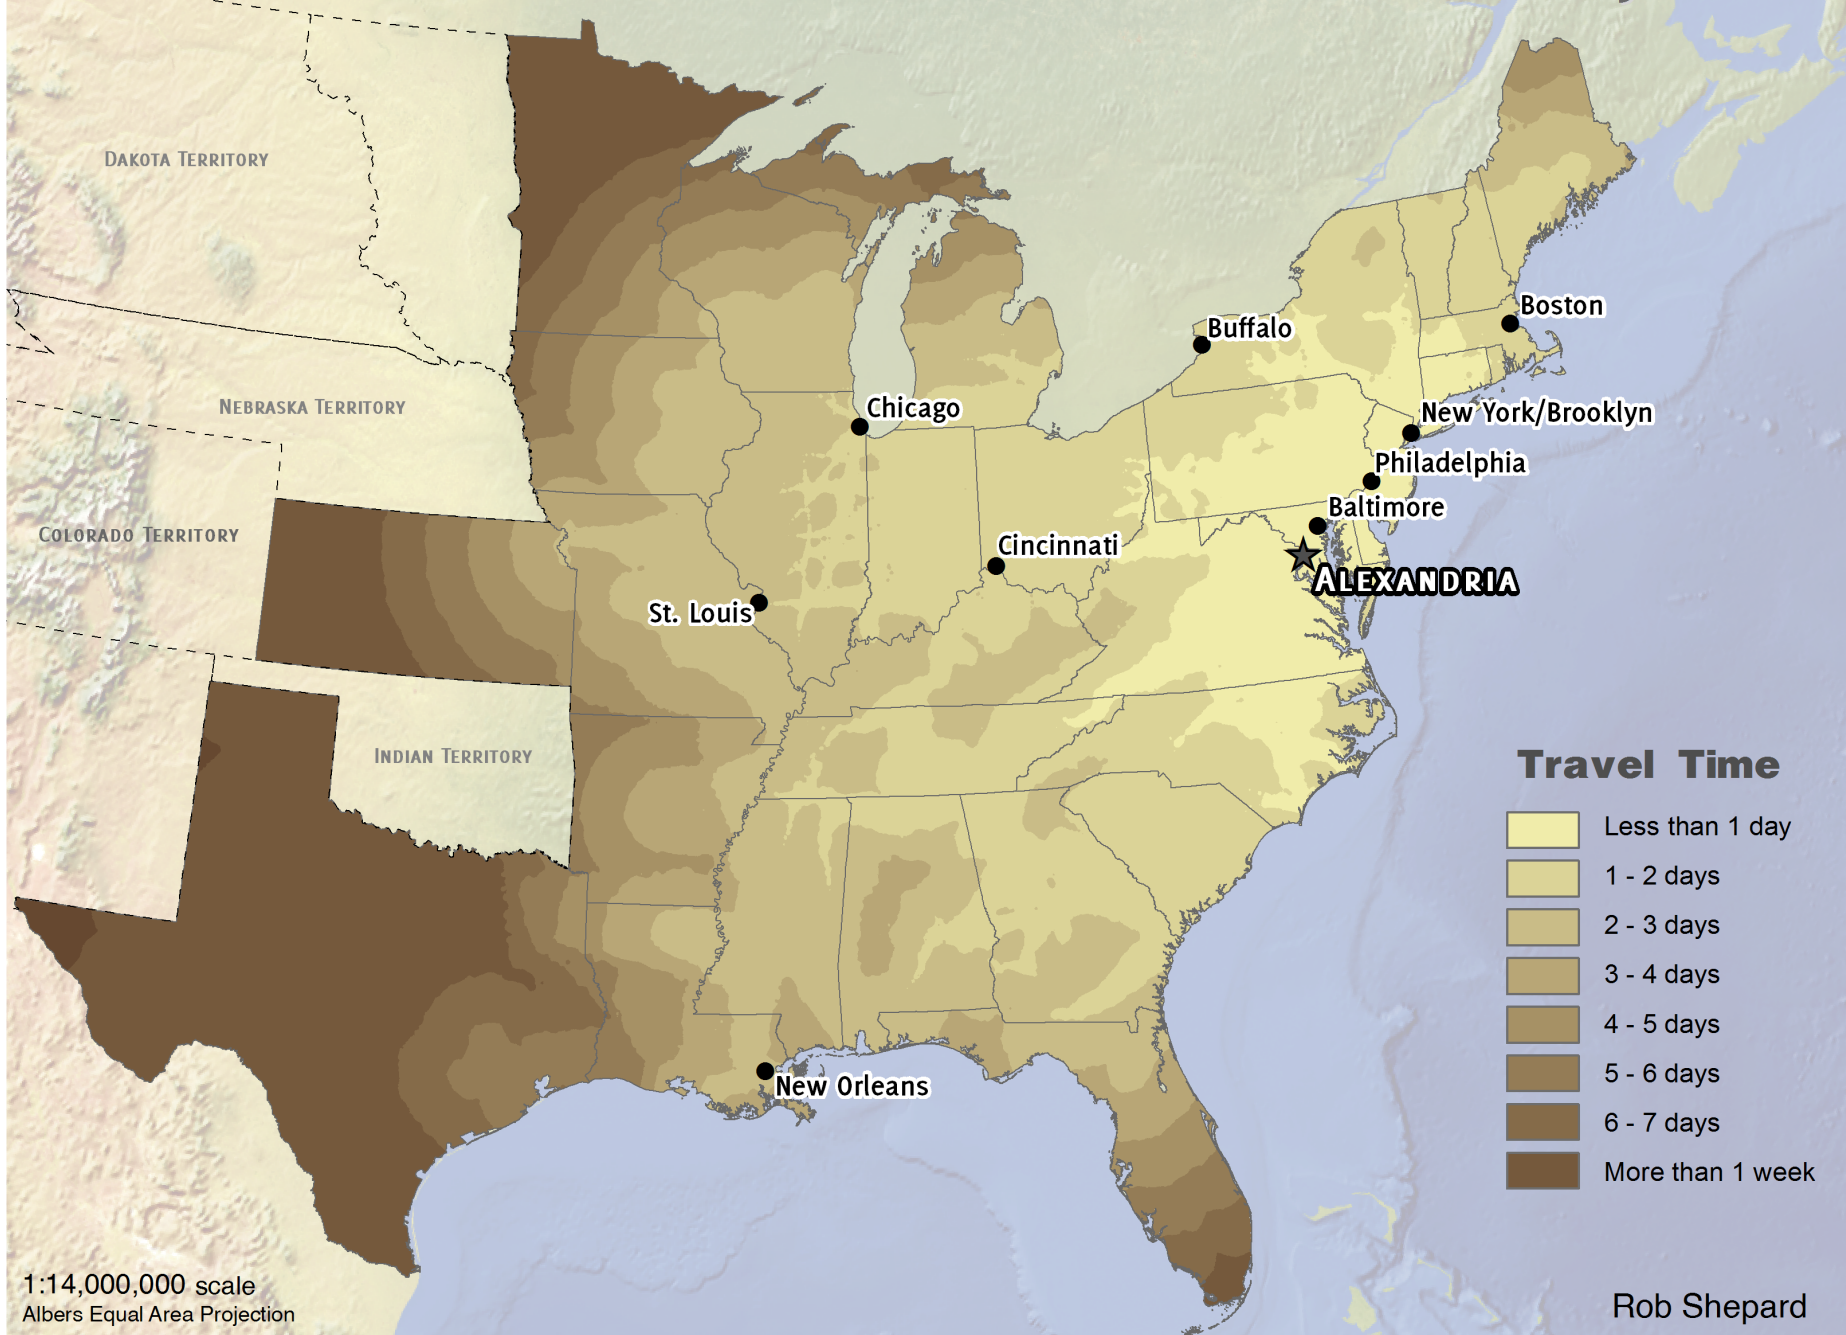 DAKOTA TERRITORY
NEBRASKA TERRITORY
COLORADO TERRITORY
INDIAN TERRITORY
Boston
Buffalo
Chicago
New York/Brooklyn
Philadelphia
Baltimore
Cincinnati
ALEXANDRIA
St. Louis
New Orleans
Travel Time
Less than 1 day
1 - 2 days
2 - 3 days
3 - 4 days
4 - 5 days
5 - 6 days
6 - 7 days
More than 1 week
1:14,000,000 scale
Albers Equal Area Projection
Rob Shepard